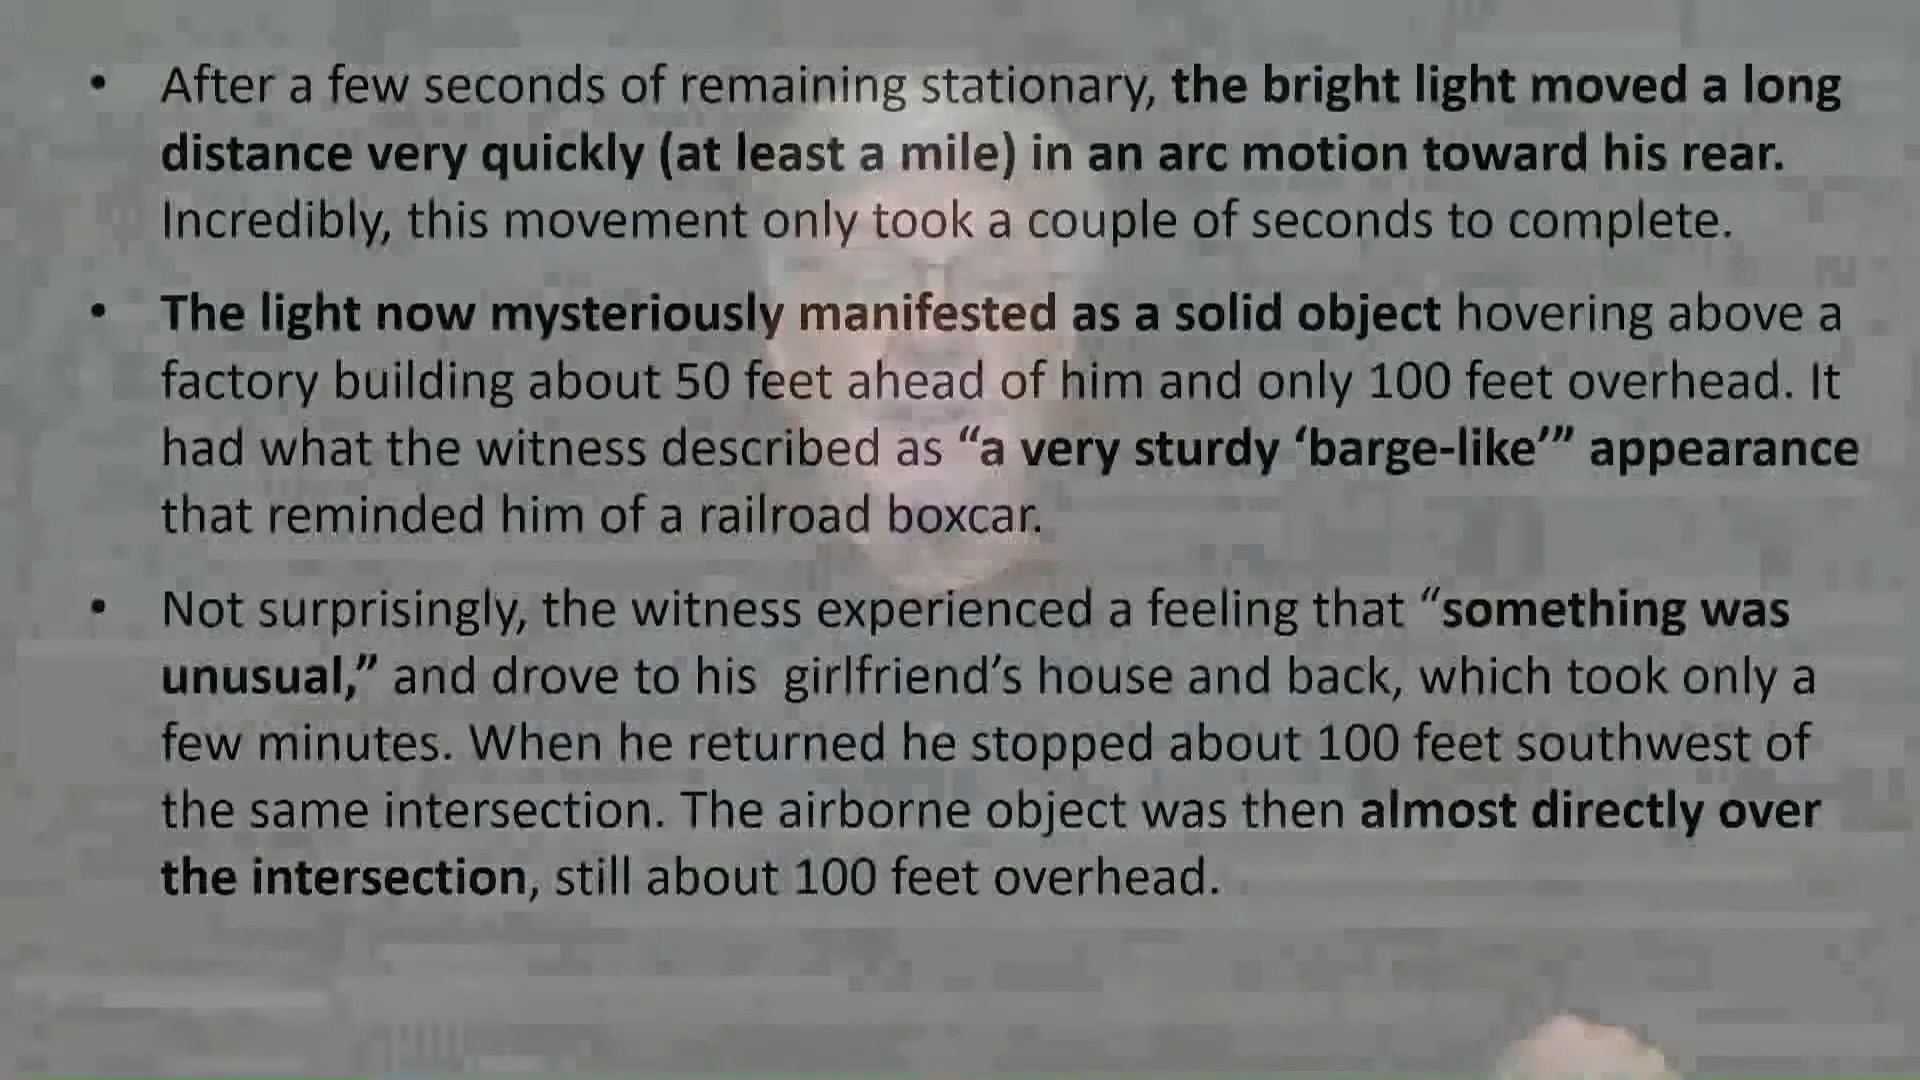 • After a few seconds of remaining stationary, the bright light moved a long
distance very quickly (at least a mile) in an arc motion toward his rear.
Incredibly, this movement only took a couple of seconds to complete.
• The light now mysteriously manifested as a solid object hovering above a
factory building about 50 feet ahead of him and only 100 feet overhead. It
had what the witness described as “a very sturdy ‘barge-like’” appearance
that reminded him of a railroad boxcar.
• Not surprisingly, the witness experienced a feeling that “something was
unusual,” and drove to his  girlfriend’s house and back, which took only a
few minutes. When he returned he stopped about 100 feet southwest of
the same intersection. The airborne object was then almost directly over
the intersection, still about 100 feet overhead.